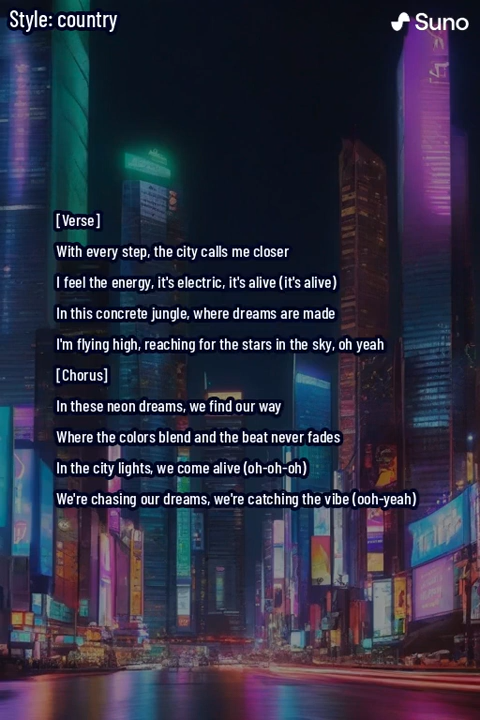 Style: country
Suno
[Verse]
With every step, the city calls me closer
I feel the energy, it's electric, it's alive (it's alive)
In this concrete jungle, where dreams are made
I'm flying high, reaching for the stars in the sky, oh yeah
[Chorus]
In these neon dreams, we find our way
Where the colors blend and the beat never fades
In the city lights, we come alive (oh-oh-oh)
We're chasing our dreams, we're catching the vibe (ooh-yeah)